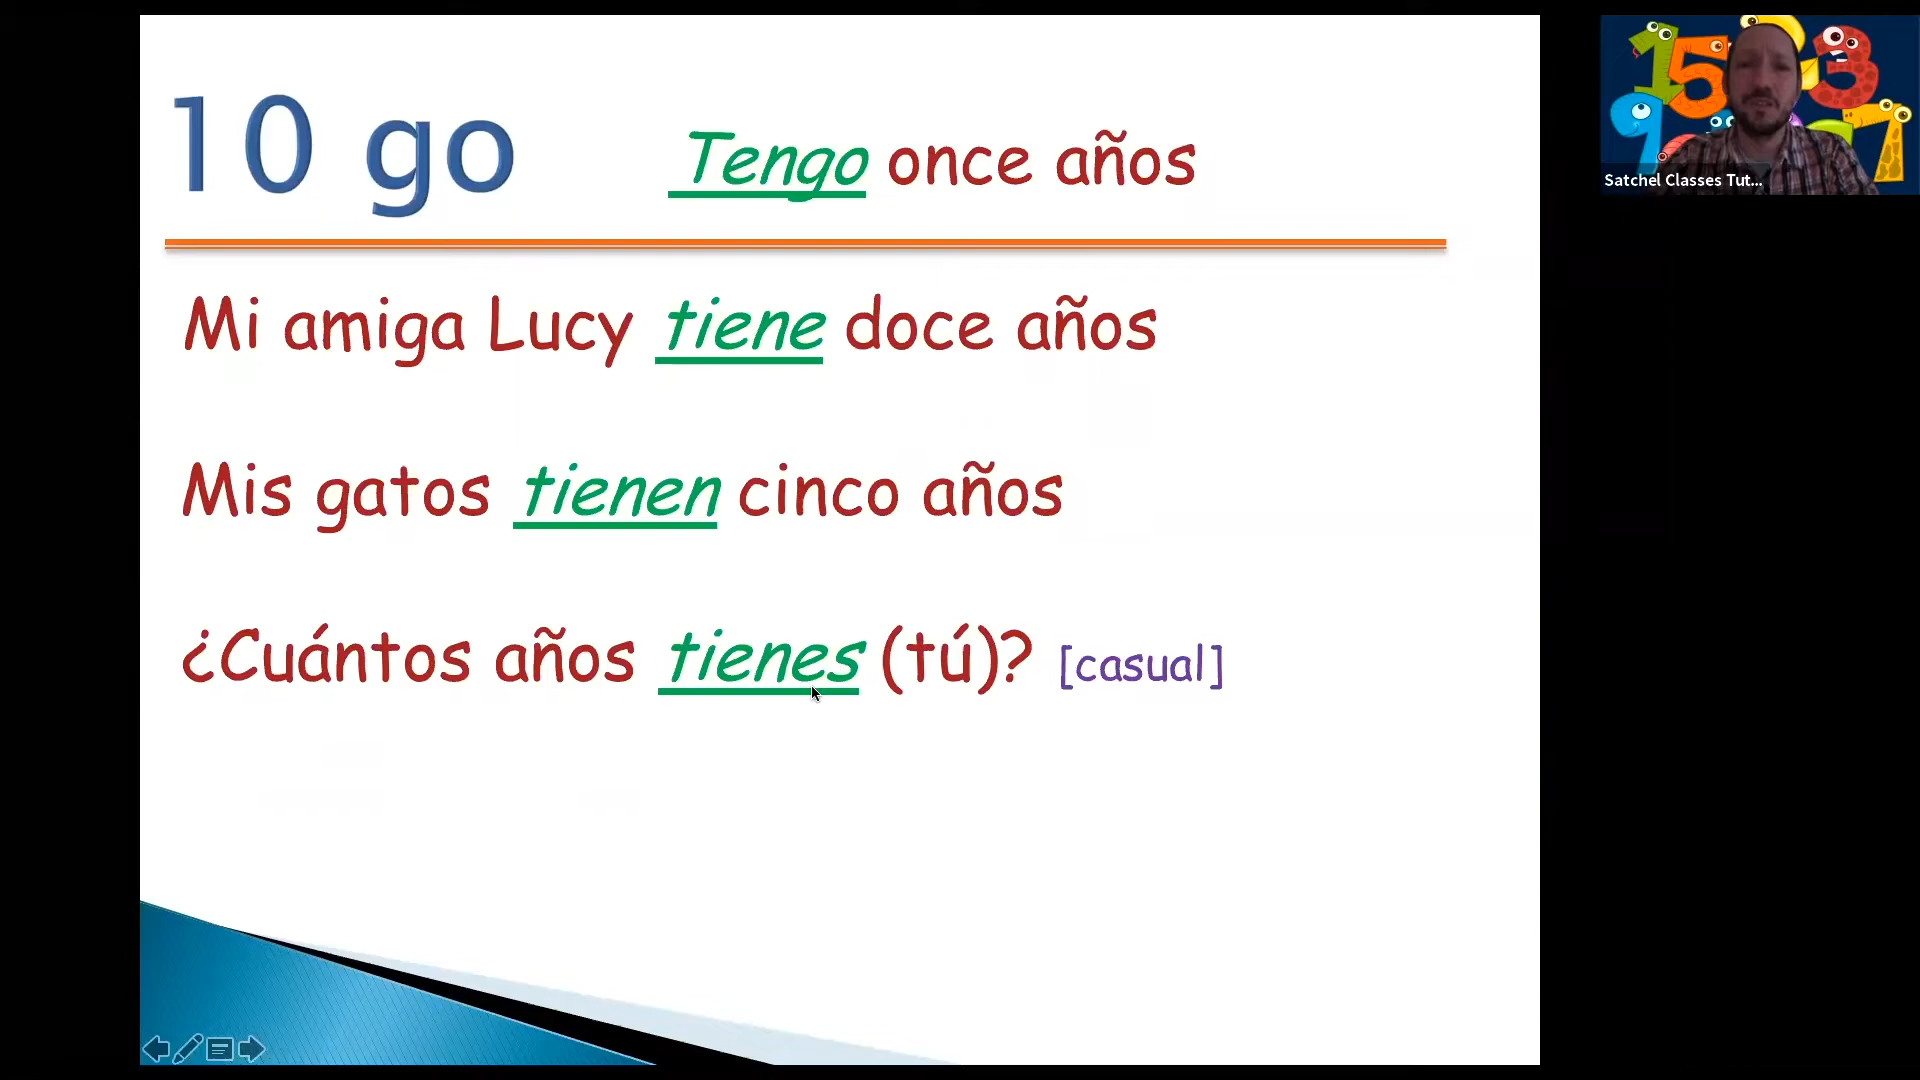 10 go
Tengo once años
Mi amiga Lucy tiene doce años
Mis gatos tienen cinco años
¿Cuántos años tienes (tú)? [casual]
Satchel Classes Tut...